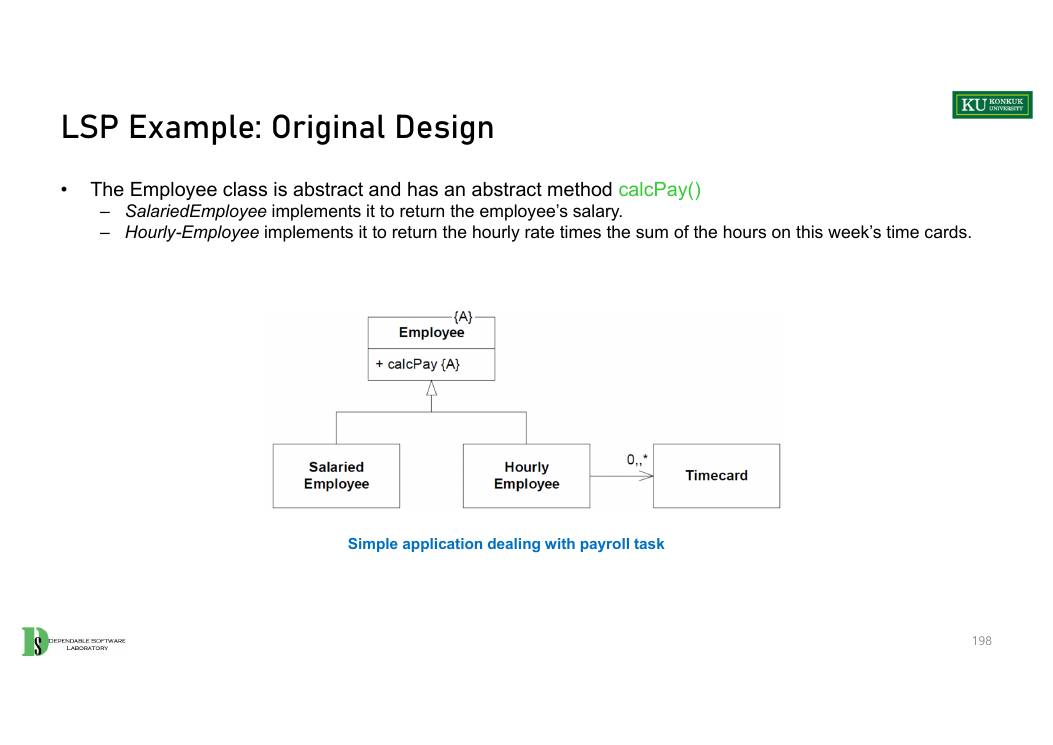 KU KONKUK
UNIVERSITY
LSP Example: Original Design
• The Employee class is abstract and has an abstract method calcPay()
– SalariedEmployee implements it to return the employee’s salary.
– Hourly-Employee implements it to return the hourly rate times the sum of the hours on this week’s time cards.
{A}
Employee
+ calcPay {A}
Salaried
Employee
Hourly
Employee
0,,*
Timecard
Simple application dealing with payroll task
DS DEPENDABLE SOFTWARE
LABORATORY
198